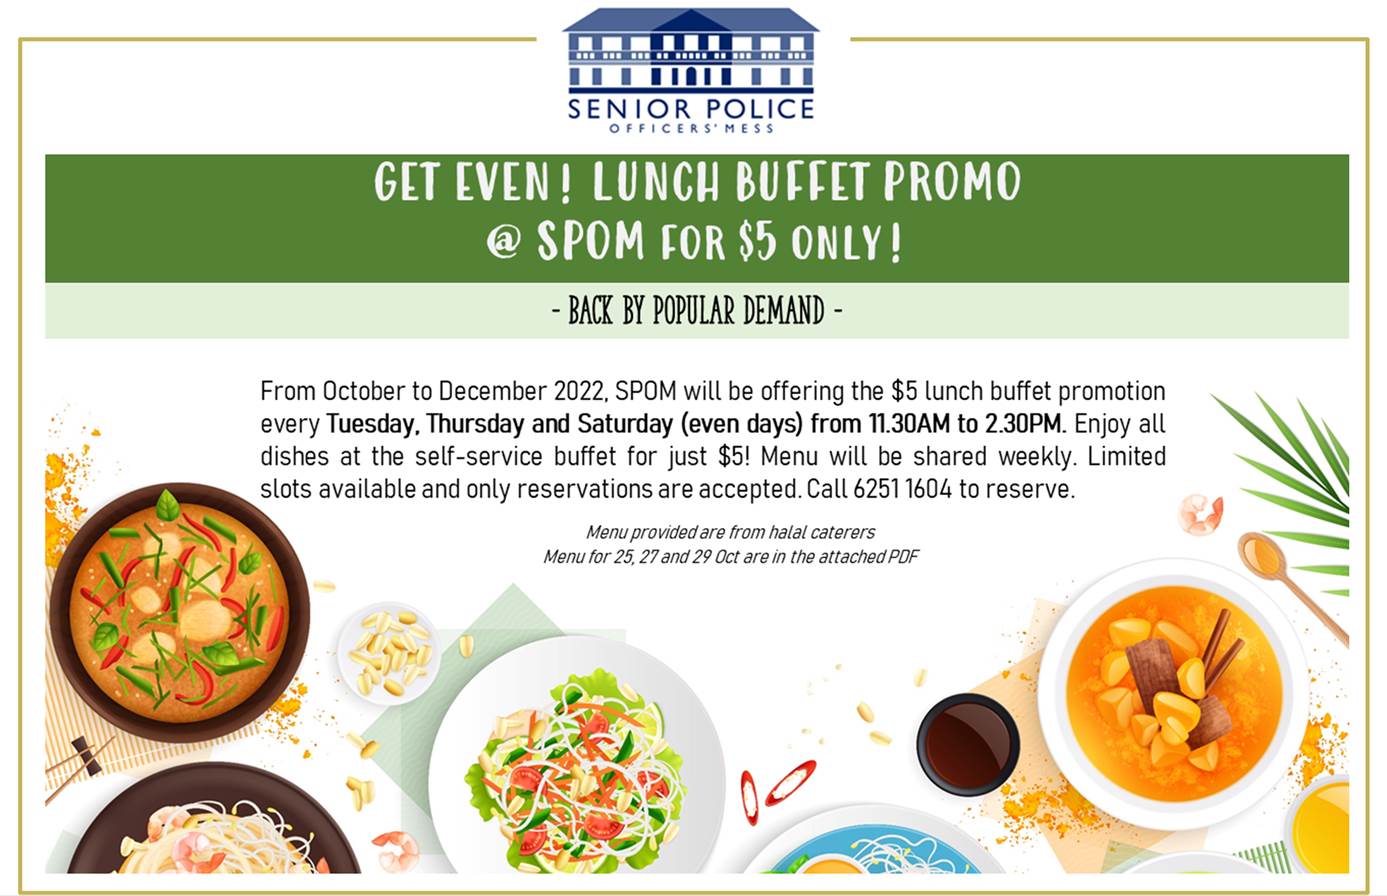 SENIOR POLICE
OFFICERS' MESS
GET EVEN! LUNCH BUFFET PROMO
@ SPOM FOR $5 ONLY!
- BACK BY POPULAR DEMAND -
From October to December 2022, SPOM will be offering the $5 lunch buffet promotion
every Tuesday, Thursday and Saturday (even days) from 11.30AM to 2.30PM. Enjoy all
dishes at the self-service buffet for just $5! Menu will be shared weekly. Limited
slots available and only reservations are accepted. Call 6251 1604 to reserve.
Menu provided are from halal caterers
Menu for 25, 27 and 29 Oct are in the attached PDF